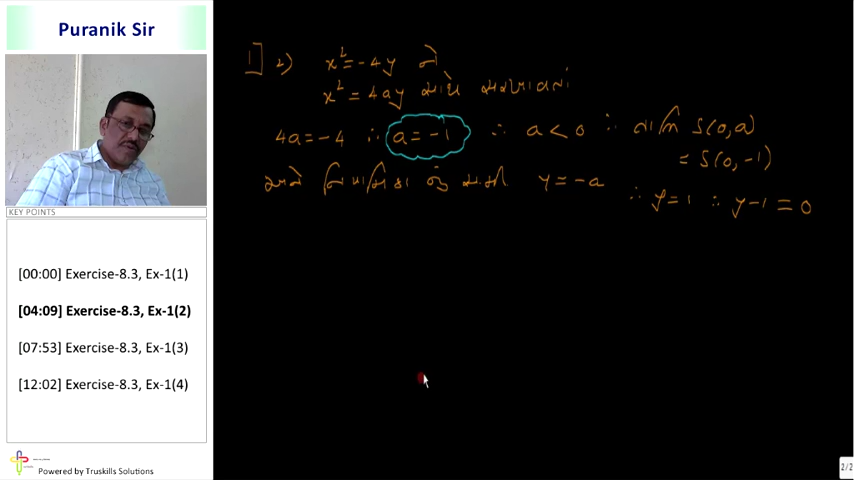 Puranik Sir
KEY POINTS
[00:00] Exercise-8.3, Ex-1(1)
[04:09] Exercise-8.3, Ex-1(2)
[07:53] Exercise-8.3, Ex-1(3)
[12:02] Exercise-8.3, Ex-1(4)
Powered by Truskills Solutions
1] 2) x² = -4y ને
x² = 4ay સાથે સરખાવતાં
4a = -4 ∴ a = -1 ∴ a < 0 ∴ નાભિ S(0, a)
= S(0, -1)
અને નિયામિકા નું સમી. y = -a
∴ y = 1 ∴ y - 1 = 0
2/2